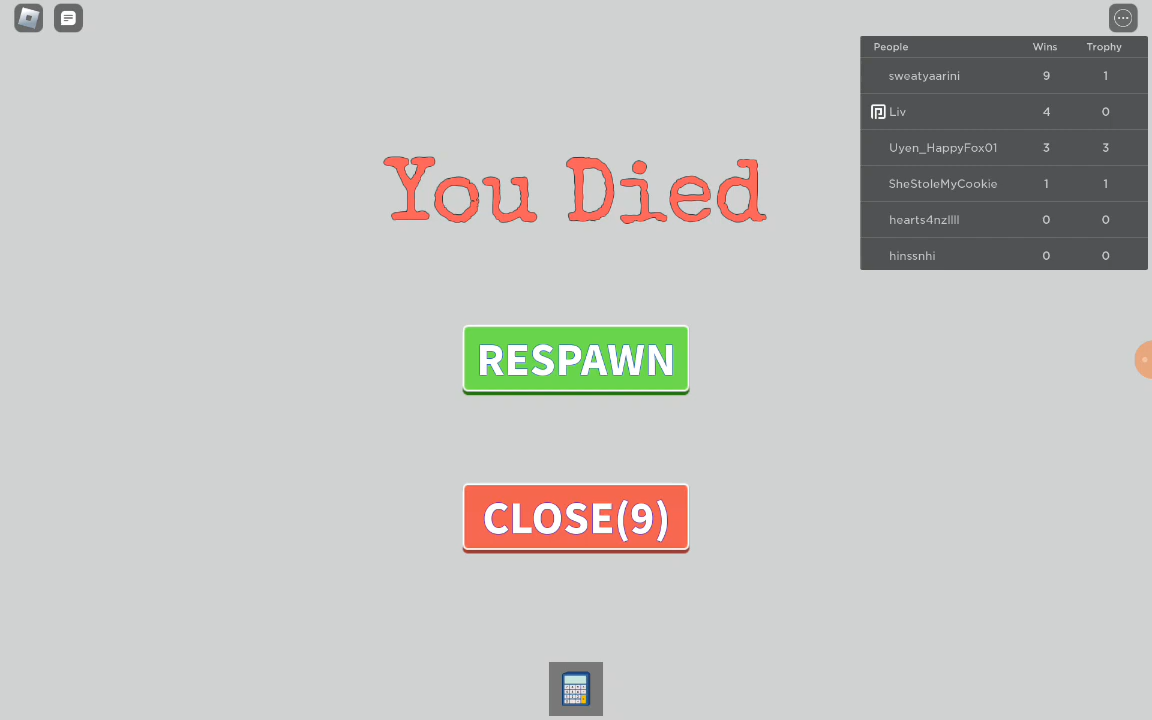 People Wins Trophy
sweatyaarini 9 1
Liv 4 0
Uyen_HappyFox01 3 3
SheStoleMyCookie 1 1
hearts4nzllll 0 0
hinssnhi 0 0
You Died
RESPAWN
CLOSE(9)